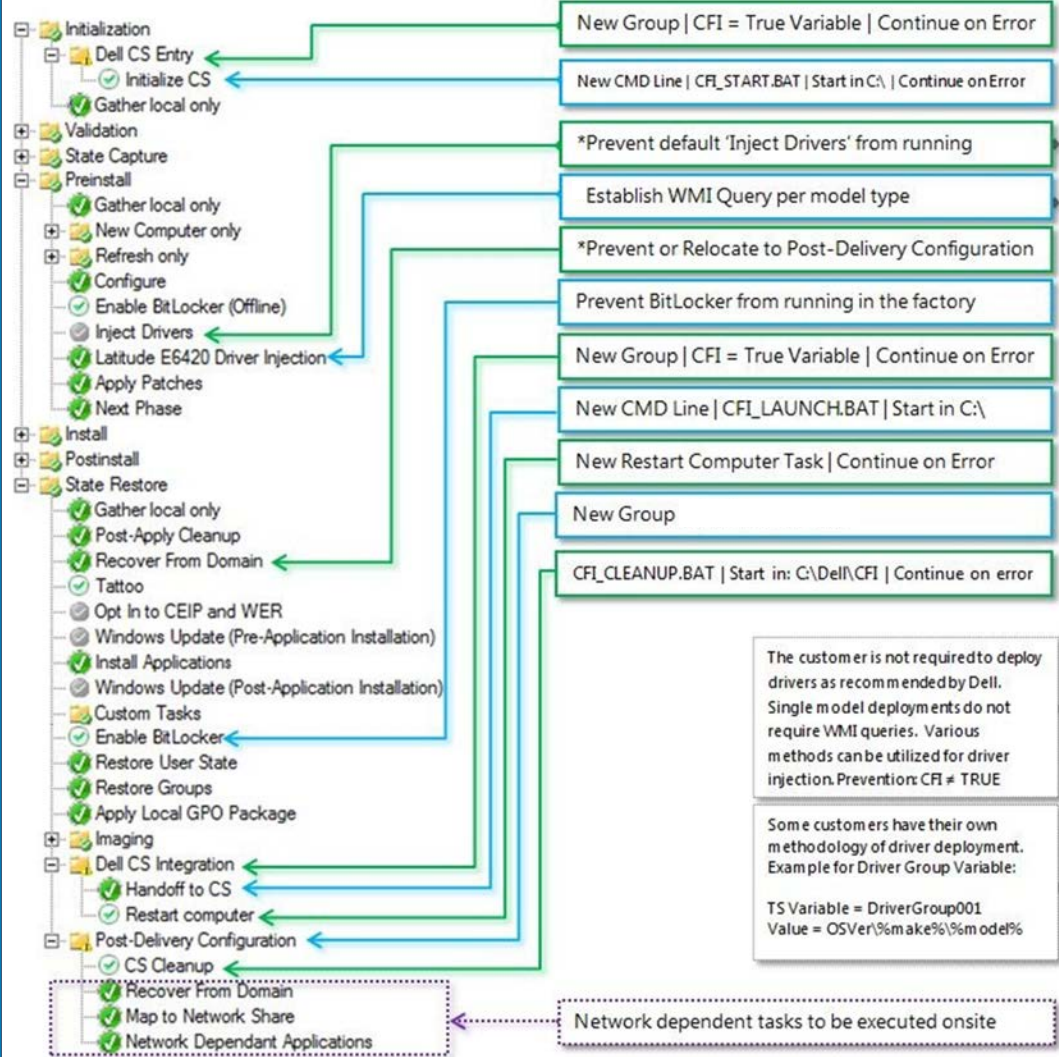 Initialization
Dell CS Entry
Initialize CS
Gather local only
Validation
State Capture
Preinstall
Gather local only
New Computer only
Refresh only
Configure
Enable BitLocker (Offline)
Inject Drivers
Latitude E6420 Driver Injection
Apply Patches
Next Phase
Install
Postinstall
State Restore
Gather local only
Post-Apply Cleanup
Recover From Domain
Tattoo
Opt In to CEIP and WER
Windows Update (Pre-Application Installation)
Install Applications
Windows Update (Post-Application Installation)
Custom Tasks
Enable BitLocker
Restore User State
Restore Groups
Apply Local GPO Package
Imaging
Dell CS Integration
Handoff to CS
Restart computer
Post-Delivery Configuration
CS Cleanup
Recover From Domain
Map to Network Share
Network Dependant Applications
New Group | CFI = True Variable | Continue on Error
New CMD Line | CFI_START.BAT | Start in C:\ | Continue on Error
*Prevent default 'Inject Drivers' from running
Establish WMI Query per model type
*Prevent or Relocate to Post-Delivery Configuration
Prevent BitLocker from running in the factory
New Group | CFI = True Variable | Continue on Error
New CMD Line | CFI_LAUNCH.BAT | Start in C:\
New Restart Computer Task | Continue on Error
New Group
CFI_CLEANUP.BAT | Start in: C:\Dell\CFI | Continue on error
The customer is not required to deploy
drivers as recommended by Dell.
Single model deployments do not
require WMI queries. Various
methods can be utilized for driver
injection. Prevention: CFI ≠ TRUE
Some customers have their own
methodology of driver deployment.
Example for Driver Group Variable:
TS Variable = DriverGroup001
Value = OSVer\%make%\%model%
Network dependent tasks to be executed onsite